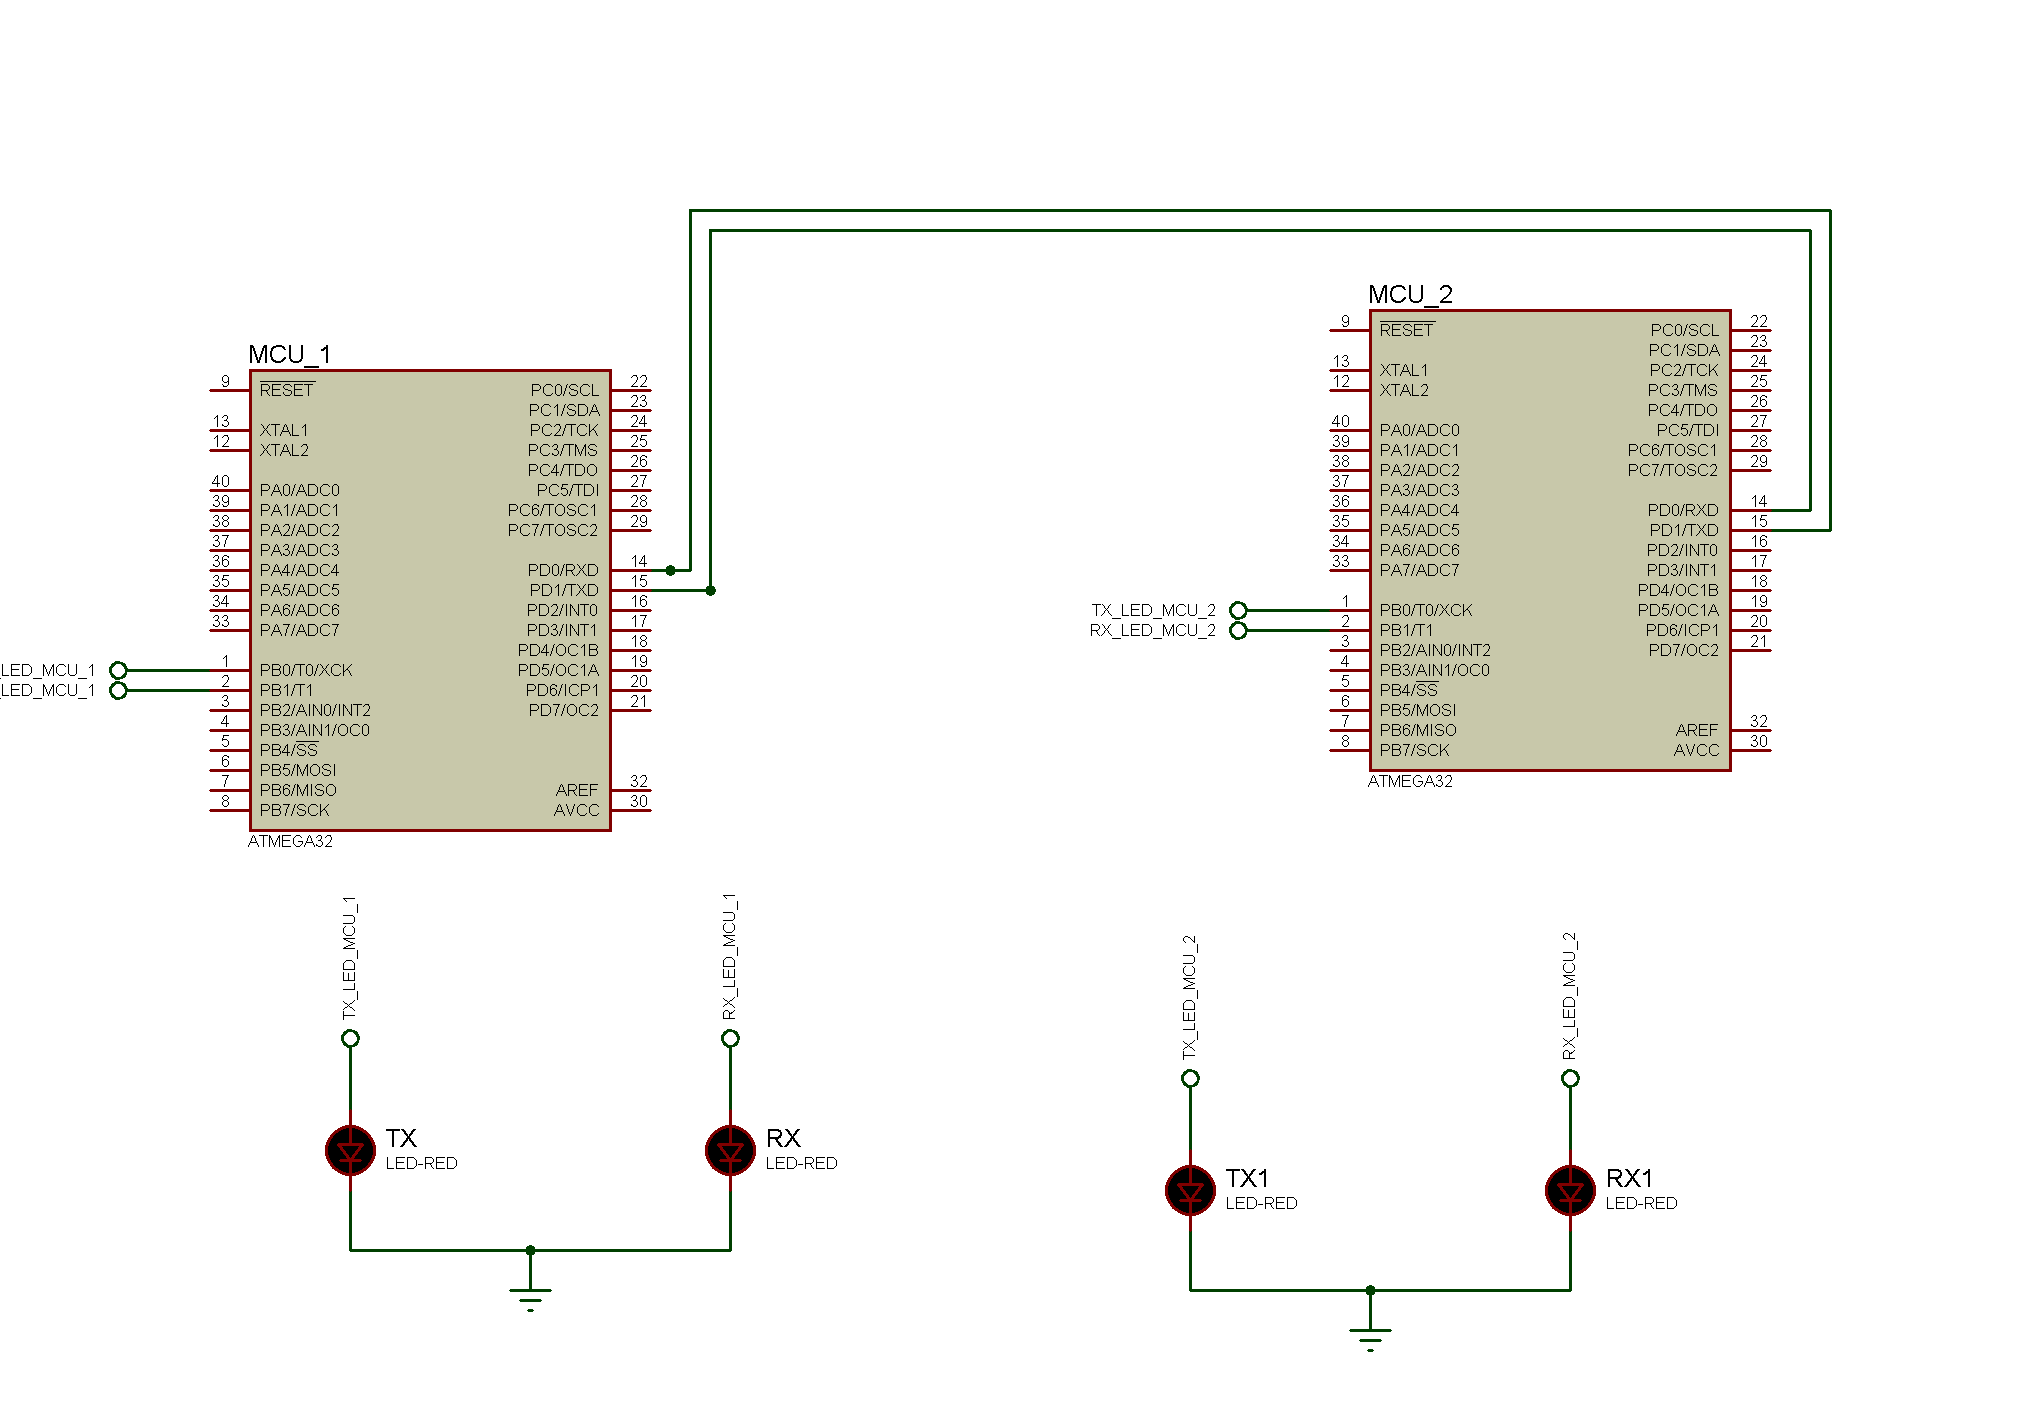 MCU_1
9 RESET
13 XTAL1
12 XTAL2
40 PA0/ADC0
39 PA1/ADC1
38 PA2/ADC2
37 PA3/ADC3
36 PA4/ADC4
35 PA5/ADC5
34 PA6/ADC6
33 PA7/ADC7
1 PB0/T0/XCK
2 PB1/T1
3 PB2/AIN0/INT2
4 PB3/AIN1/OC0
5 PB4/SS
6 PB5/MOSI
7 PB6/MISO
8 PB7/SCK
PC0/SCL 22
PC1/SDA 23
PC2/TCK 24
PC3/TMS 25
PC4/TDO 26
PC5/TDI 27
PC6/TOSC1 28
PC7/TOSC2 29
PD0/RXD 14
PD1/TXD 15
PD2/INT0 16
PD3/INT1 17
PD4/OC1B 18
PD5/OC1A 19
PD6/ICP1 20
PD7/OC2 21
AREF 32
AVCC 30
ATMEGA32
_LED_MCU_1
_LED_MCU_1
MCU_2
9 RESET
13 XTAL1
12 XTAL2
40 PA0/ADC0
39 PA1/ADC1
38 PA2/ADC2
37 PA3/ADC3
36 PA4/ADC4
35 PA5/ADC5
34 PA6/ADC6
33 PA7/ADC7
1 PB0/T0/XCK
2 PB1/T1
3 PB2/AIN0/INT2
4 PB3/AIN1/OC0
5 PB4/SS
6 PB5/MOSI
7 PB6/MISO
8 PB7/SCK
PC0/SCL 22
PC1/SDA 23
PC2/TCK 24
PC3/TMS 25
PC4/TDO 26
PC5/TDI 27
PC6/TOSC1 28
PC7/TOSC2 29
PD0/RXD 14
PD1/TXD 15
PD2/INT0 16
PD3/INT1 17
PD4/OC1B 18
PD5/OC1A 19
PD6/ICP1 20
PD7/OC2 21
AREF 32
AVCC 30
ATMEGA32
TX_LED_MCU_2
RX_LED_MCU_2
TX_LED_MCU_1
RX_LED_MCU_1
TX_LED_MCU_2
RX_LED_MCU_2
TX
LED-RED
RX
LED-RED
TX1
LED-RED
RX1
LED-RED